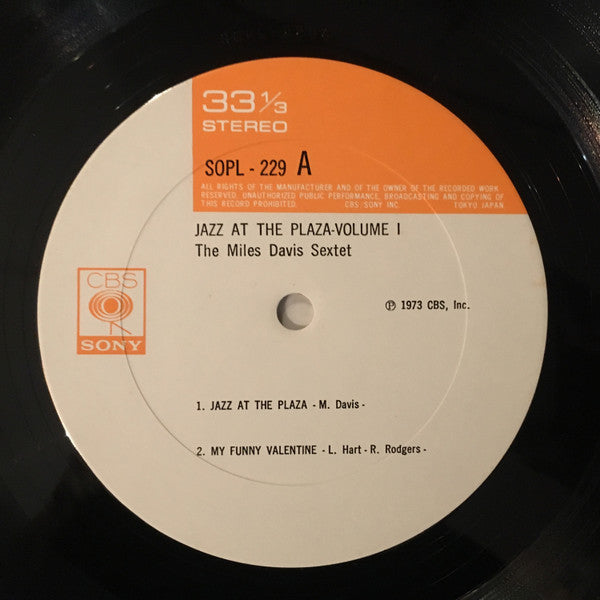 33 1/3
STEREO
SOPL - 229 A
ALL RIGHTS OF THE MANUFACTURER AND OF THE OWNER OF THE RECORDED WORK
RESERVED. UNAUTHORIZED PUBLIC PERFORMANCE, BROADCASTING AND COPYING OF
THIS RECORD PROHIBITED. CBS/SONY INC. TOKYO JAPAN
JAZZ AT THE PLAZA-VOLUME I
The Miles Davis Sextet
CBS
SONY
℗ 1973 CBS, Inc.
1. JAZZ AT THE PLAZA - M. Davis -
2. MY FUNNY VALENTINE - L. Hart - R. Rodgers -